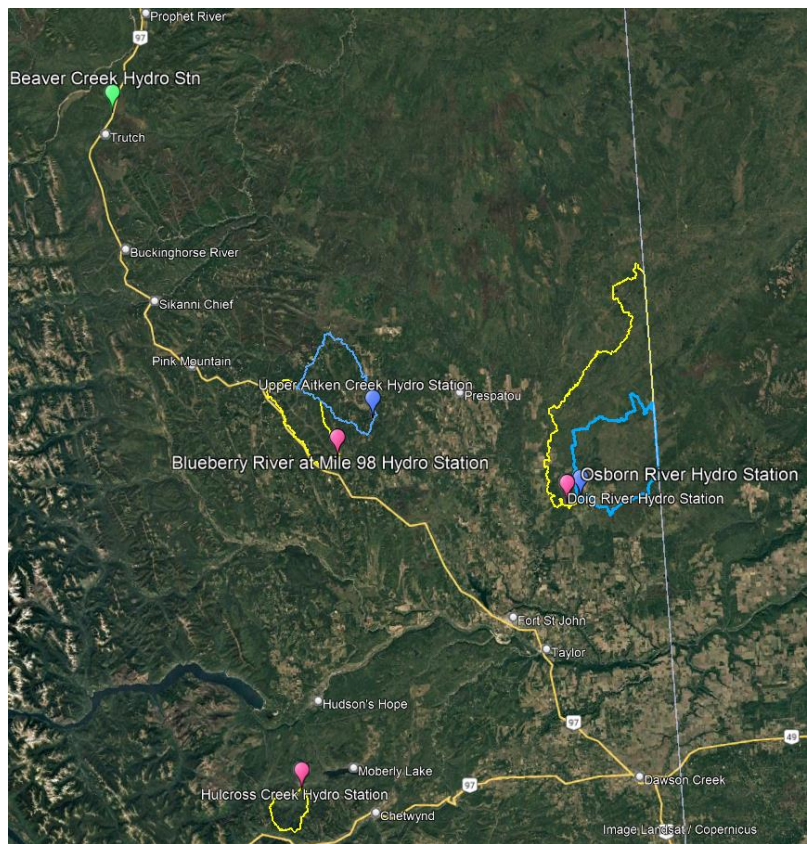 Prophet River
97
Beaver Creek Hydro Stn
Trutch
Buckinghorse River
Sikanni Chief
Pink Mountain
Upper Aitken Creek Hydro Station
Prespatou
Blueberry River at Mile 98 Hydro Station
Osborn River Hydro Station
Doig River Hydro Station
Fort St John
Taylor
Hudson's Hope
97
49
Moberly Lake
Dawson Creek
97
Hulcross Creek Hydro Station
Chetwynd
Image Landsat / Copernicus